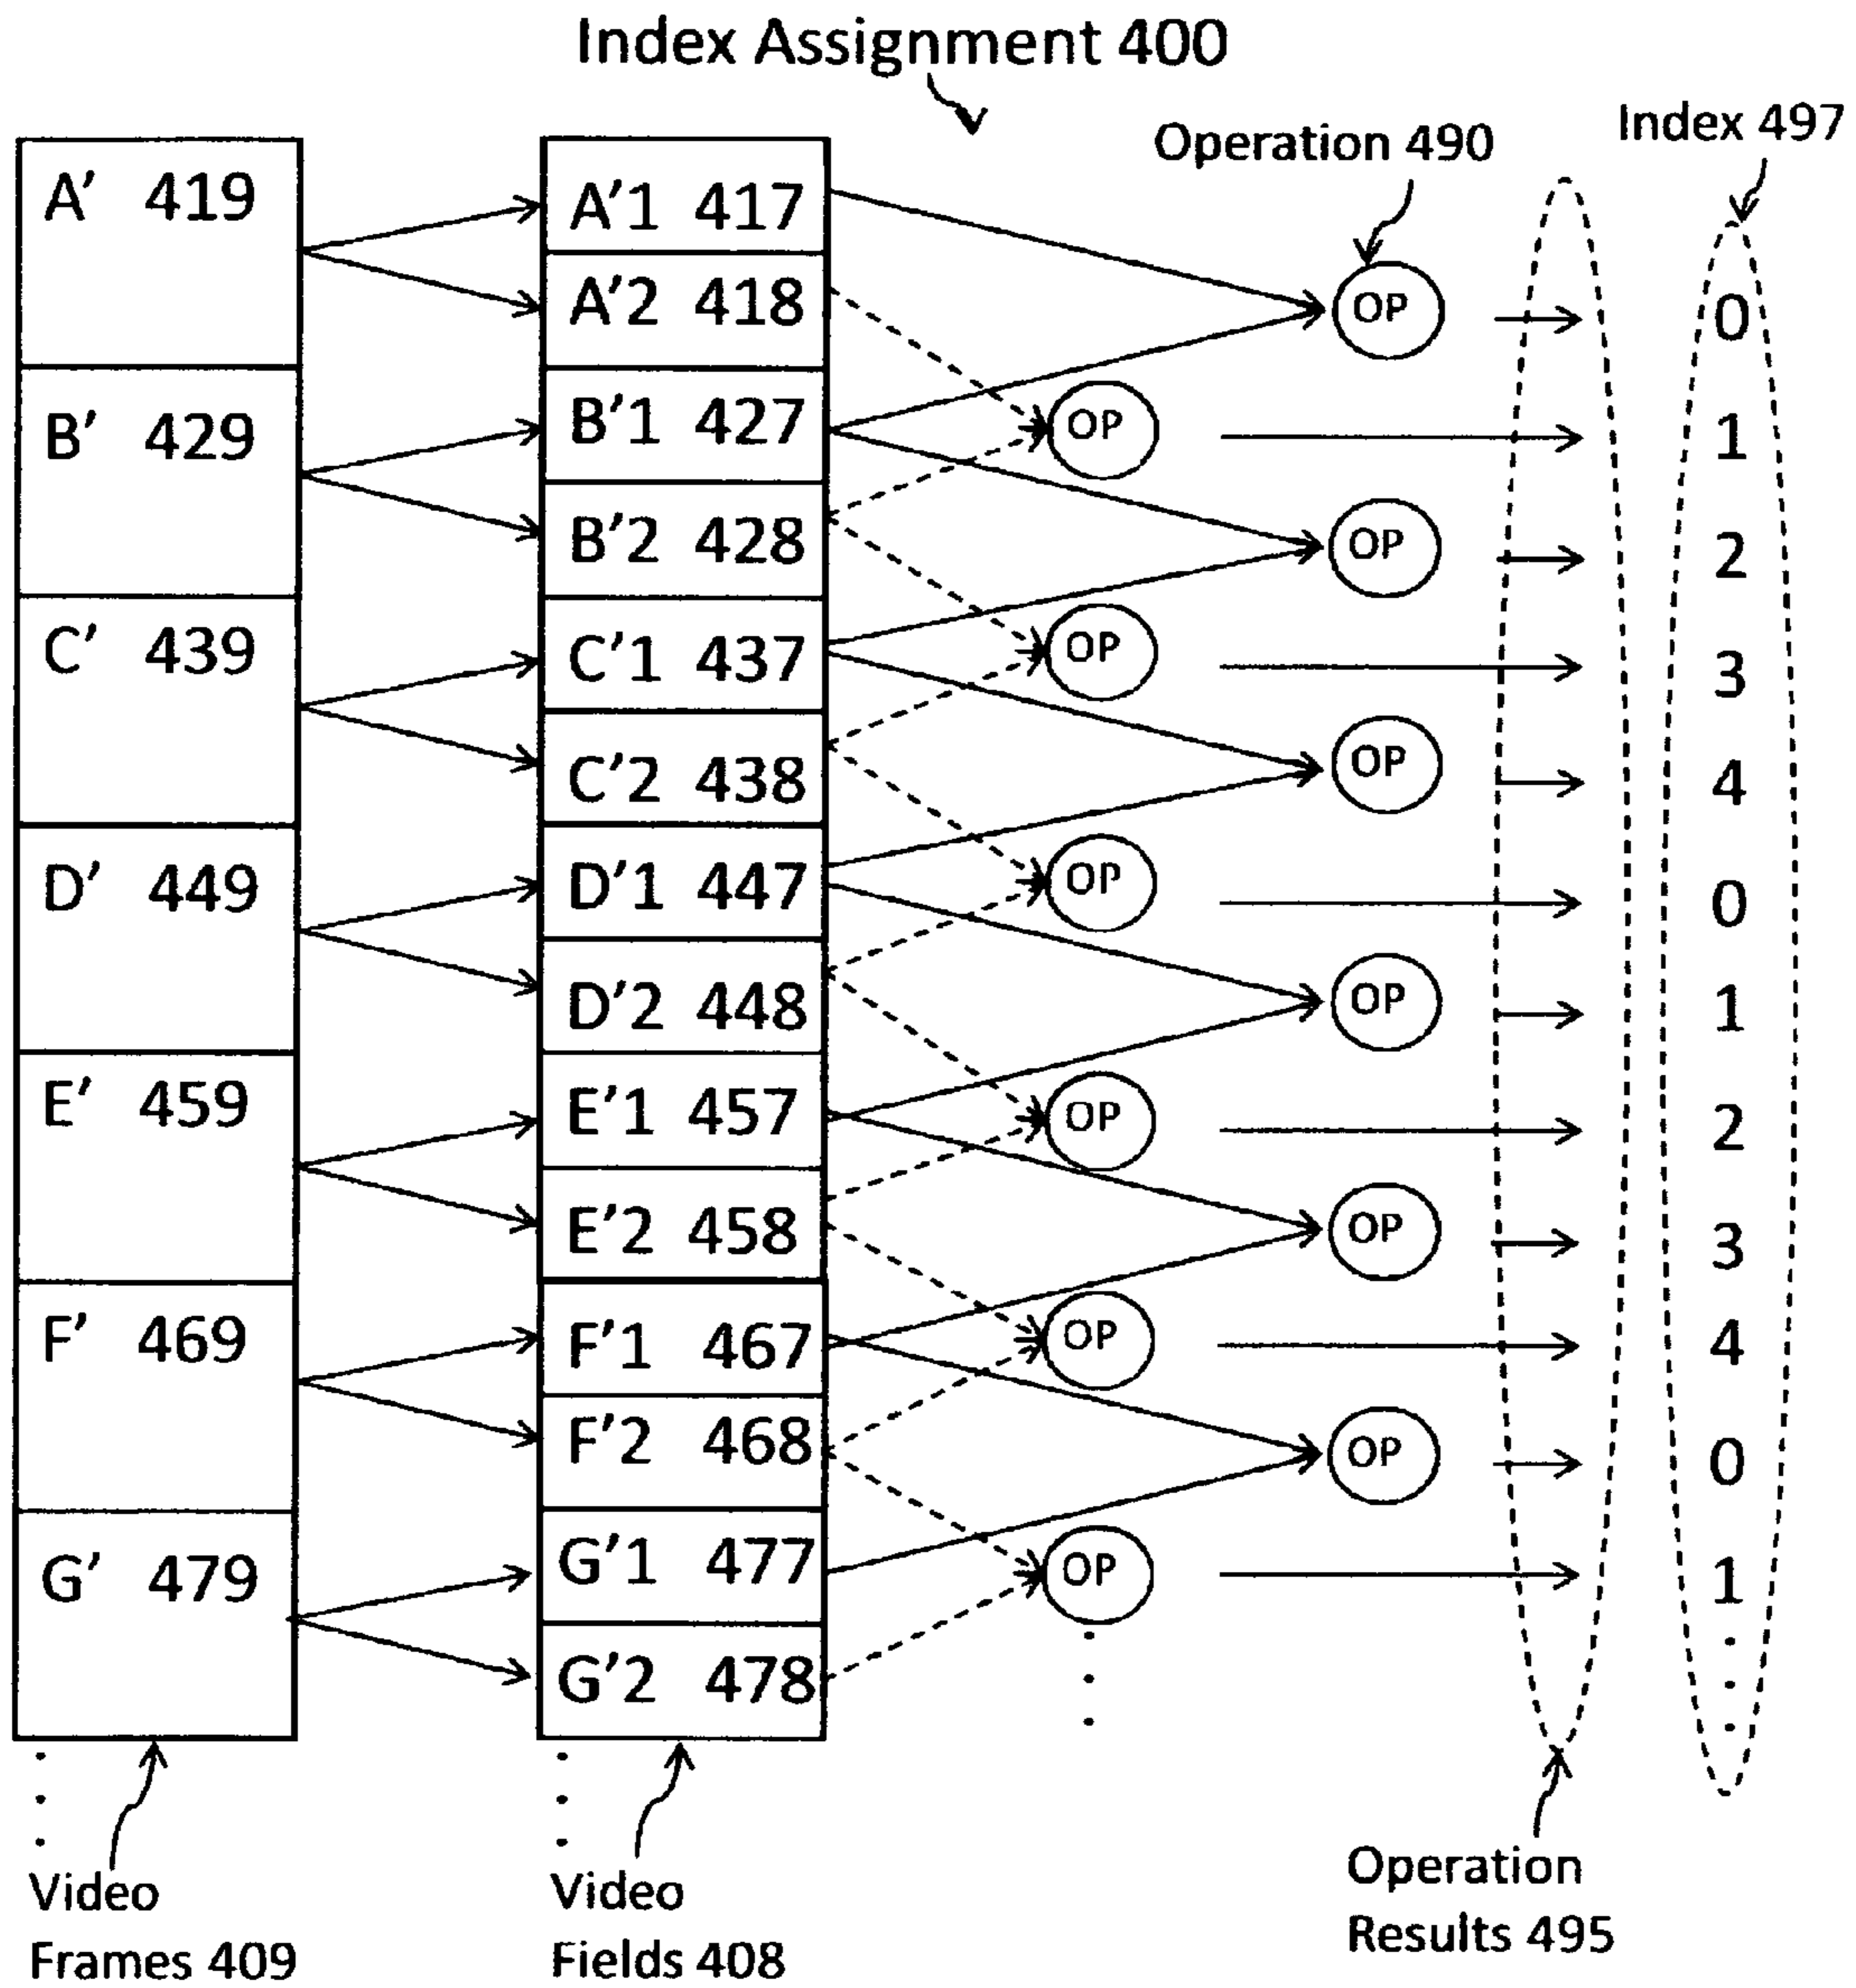 Index Assignment 400
Operation 490
Index 497
A' 419
B' 429
C' 439
D' 449
E' 459
F' 469
G' 479
A'1 417
A'2 418
B'1 427
B'2 428
C'1 437
C'2 438
D'1 447
D'2 448
E'1 457
E'2 458
F'1 467
F'2 468
G'1 477
G'2 478
OP
OP
OP
OP
OP
OP
OP
OP
OP
OP
OP
OP
0
1
2
3
4
0
1
2
3
4
0
1
Video
Frames 409
Video
Fields 408
Operation
Results 495